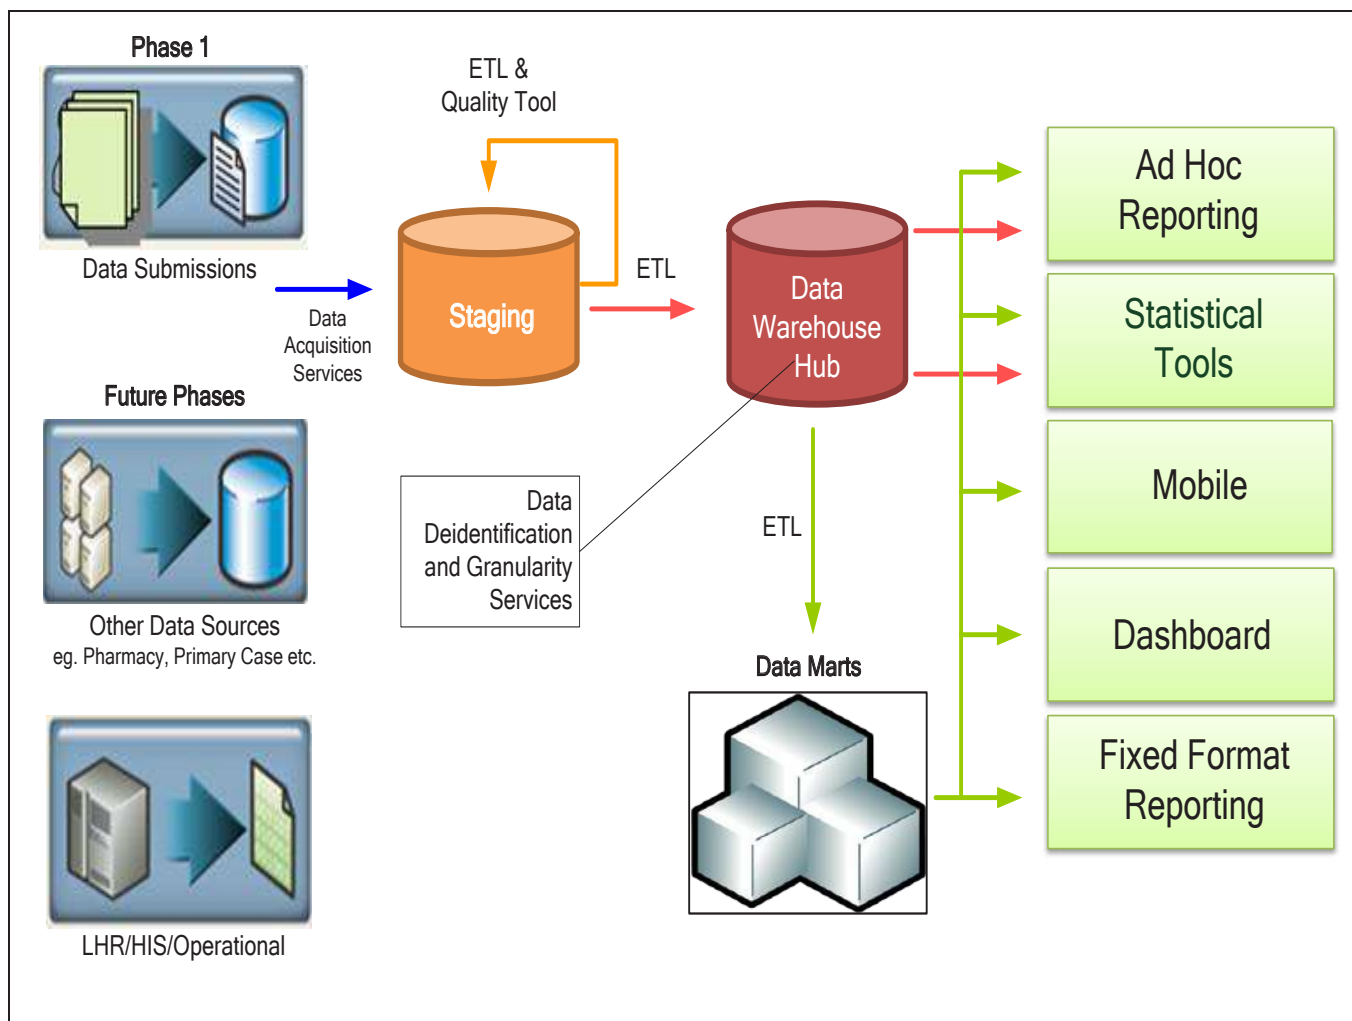 Phase 1
Data Submissions
Data
Acquisition
Services
Future Phases
Other Data Sources
eg. Pharmacy, Primary Case etc.
LHR/HIS/Operational
ETL &
Quality Tool
Staging
ETL
Data
Warehouse
Hub
Data
Deidentification
and Granularity
Services
ETL
Data Marts
Ad Hoc
Reporting
Statistical
Tools
Mobile
Dashboard
Fixed Format
Reporting